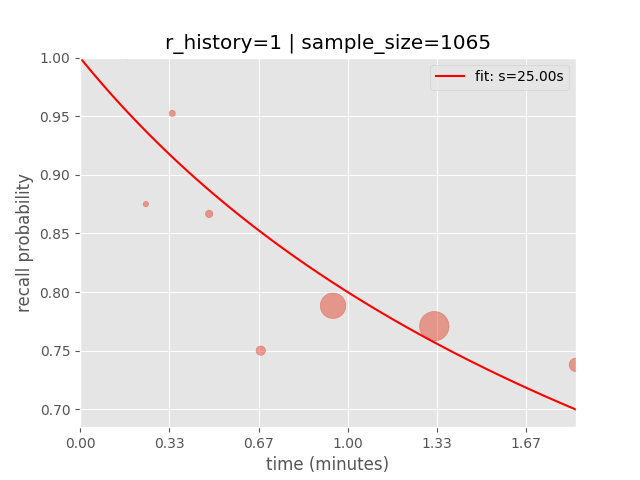 r_history=1 | sample_size=1065
fit: s=25.00s
recall probability
1.00
0.95
0.90
0.85
0.80
0.75
0.70
0.00 0.33 0.67 1.00 1.33 1.67
time (minutes)